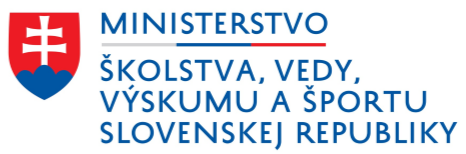 MINISTERSTVO
ŠKOLSTVA, VEDY,
VÝSKUMU A ŠPORTU
SLOVENSKEJ REPUBLIKY